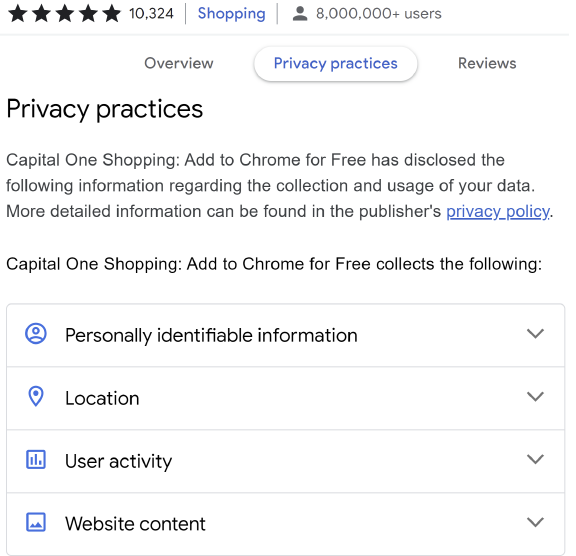 10,324 Shopping 8,000,000+ users
Overview Privacy practices Reviews
Privacy practices
Capital One Shopping: Add to Chrome for Free has disclosed the
following information regarding the collection and usage of your data.
More detailed information can be found in the publisher's privacy policy.
Capital One Shopping: Add to Chrome for Free collects the following:
Personally identifiable information
Location
User activity
Website content